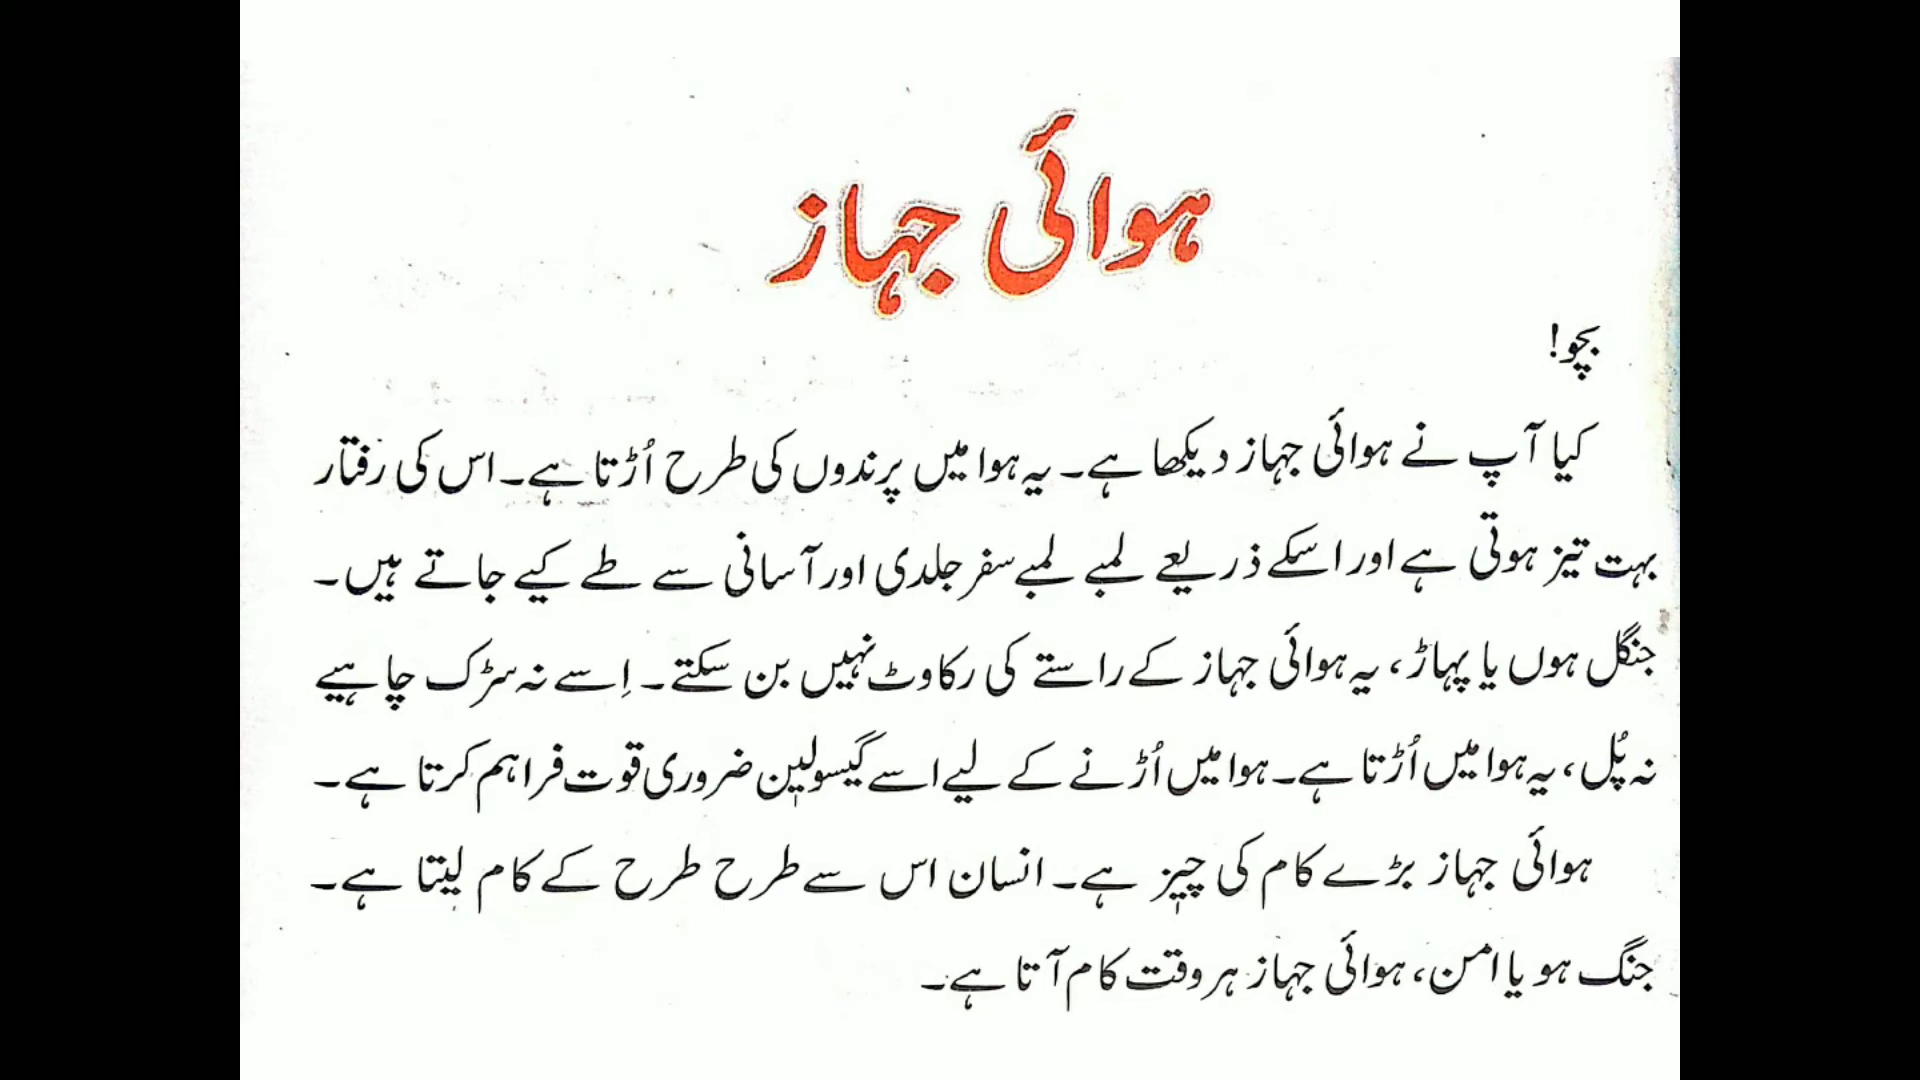 ہوائی جہاز
بچو!
کیا آپ نے ہوائی جہاز دیکھا ہے۔ یہ ہوا میں پرندوں کی طرح اُڑتا ہے۔ اس کی رفتار
بہت تیز ہوتی ہے اور اسکے ذریعے لمبے لمبے سفر جلدی اور آسانی سے طے کیے جاتے ہیں۔
جنگل ہوں یا پہاڑ، یہ ہوائی جہاز کے راستے کی رکاوٹ نہیں بن سکتے۔ اِسے نہ سڑک چاہیے
نہ پُل، یہ ہوا میں اُڑتا ہے۔ ہوا میں اُڑنے کے لیے اسے گیسولین ضروری قوت فراہم کرتا ہے۔
ہوائی جہاز بڑے کام کی چیز ہے۔ انسان اس سے طرح طرح کے کام لیتا ہے۔
جنگ ہو یا امن، ہوائی جہاز ہر وقت کام آتا ہے۔